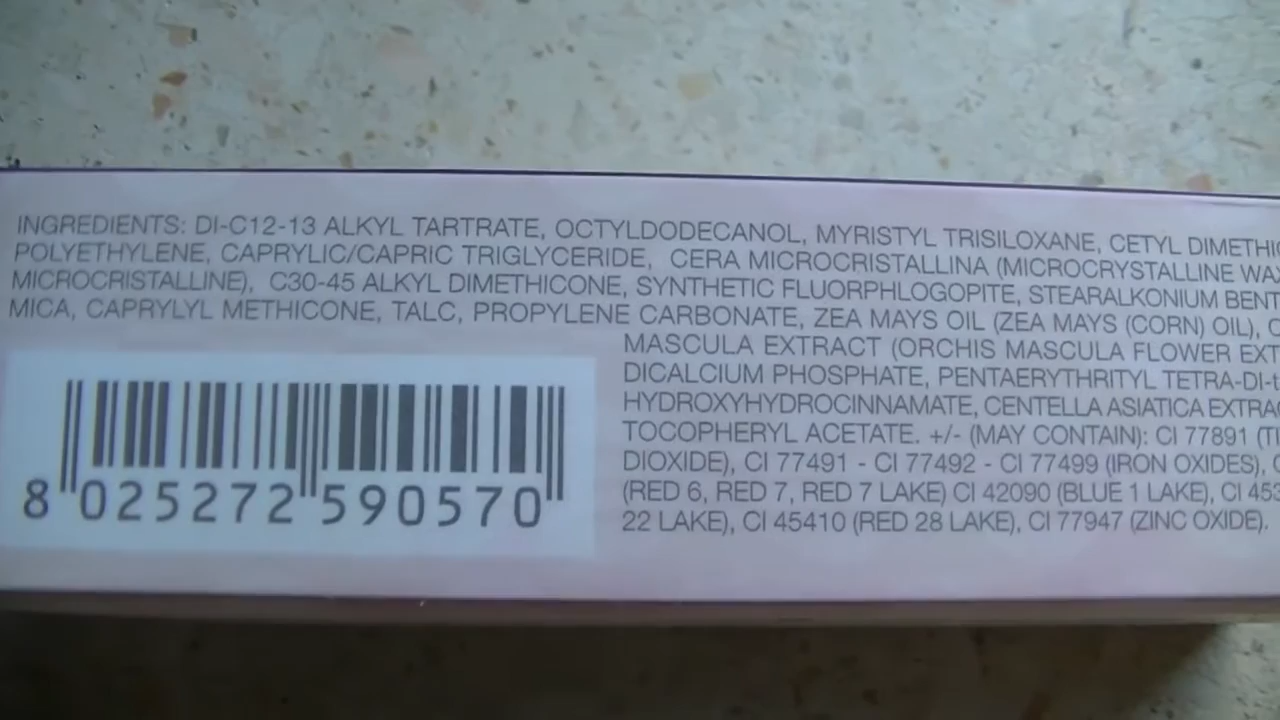 INGREDIENTS: DI-C12-13 ALKYL TARTRATE, OCTYLDODECANOL, MYRISTYL TRISILOXANE, CETYL DIMETHIC
POLYETHYLENE, CAPRYLIC/CAPRIC TRIGLYCERIDE, CERA MICROCRISTALLINA (MICROCRYSTALLINE WAX
MICROCRISTALLINE), C30-45 ALKYL DIMETHICONE, SYNTHETIC FLUORPHLOGOPITE, STEARALKONIUM BENT
MICA, CAPRYLYL METHICONE, TALC, PROPYLENE CARBONATE, ZEA MAYS OIL (ZEA MAYS (CORN) OIL),
MASCULA EXTRACT (ORCHIS MASCULA FLOWER EXT
DICALCIUM PHOSPHATE, PENTAERYTHRITYL TETRA-DI-t
HYDROXYHYDROCINNAMATE, CENTELLA ASIATICA EXTRA
TOCOPHERYL ACETATE. +/- (MAY CONTAIN): CI 77891 (TI
DIOXIDE), CI 77491 - CI 77492 - CI 77499 (IRON OXIDES),
(RED 6, RED 7, RED 7 LAKE) CI 42090 (BLUE 1 LAKE), CI 453
22 LAKE), CI 45410 (RED 28 LAKE), CI 77947 (ZINC OXIDE).
8 025272 590570